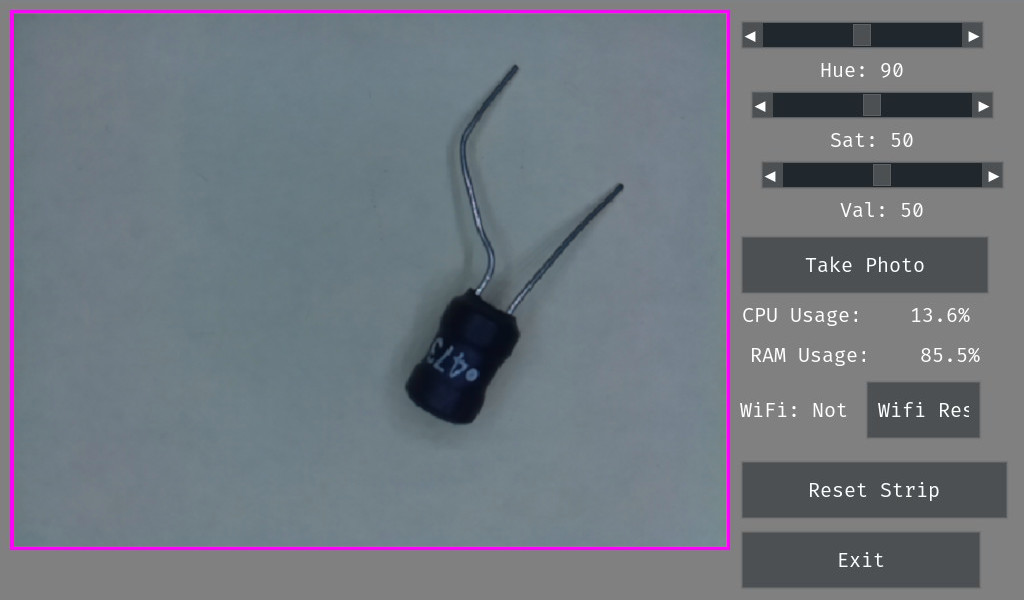 Hue: 90
Sat: 50
Val: 50
Take Photo
CPU Usage: 13.6%
RAM Usage: 85.5%
WiFi: Not
Wifi Res
Reset Strip
Exit
473